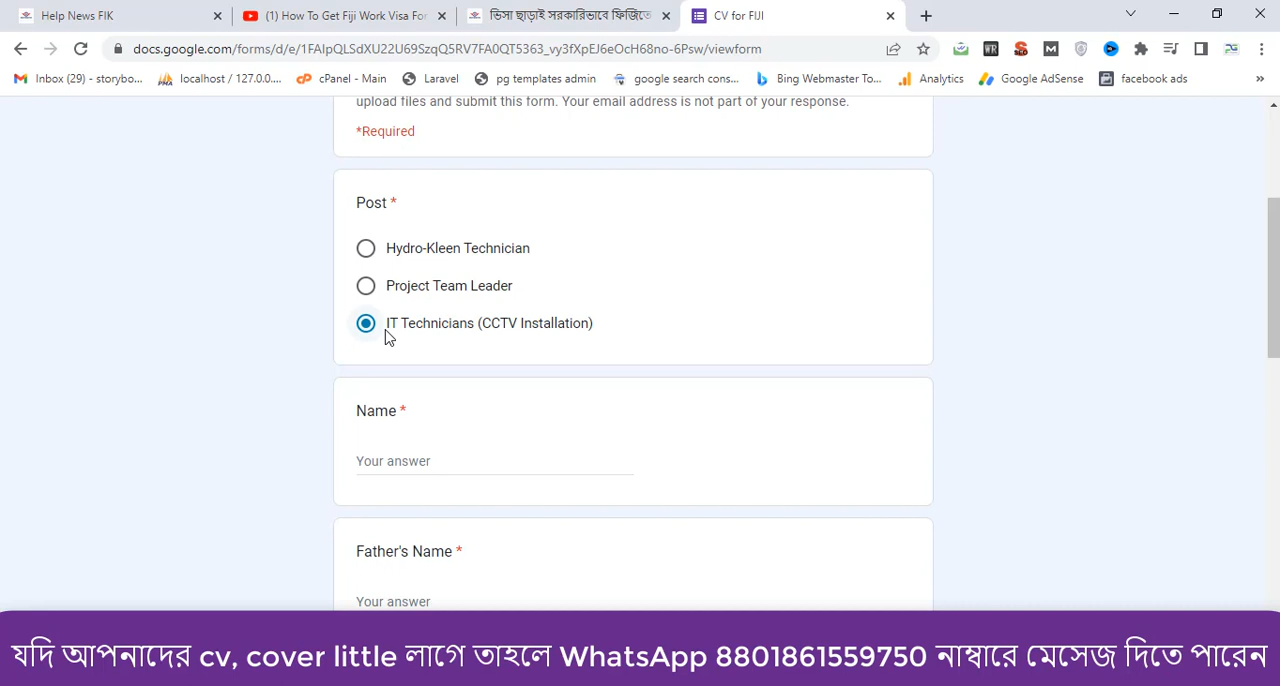 Help News FIK
(1) How To Get Fiji Work Visa For
ভিসা ছাড়াই সরকারিভাবে ফিজিতে
CV for FIJI
docs.google.com/forms/d/e/1FAIpQLSdXU22U69SzqQ5RV7FA0QT5363_vy3fXpEJ6eOcH68no-6Psw/viewform
Inbox (29) - storybo...
localhost / 127.0.0....
cPanel - Main
Laravel
pg templates admin
google search cons...
Bing Webmaster To...
Analytics
Google AdSense
facebook ads
upload files and submit this form. Your email address is not part of your response.
*Required
Post *
Hydro-Kleen Technician
Project Team Leader
IT Technicians (CCTV Installation)
Name *
Your answer
Father's Name *
Your answer
যদি আপনাদের cv, cover little লাগে তাহলে WhatsApp 8801861559750 নাম্বারে মেসেজ দিতে পারেন